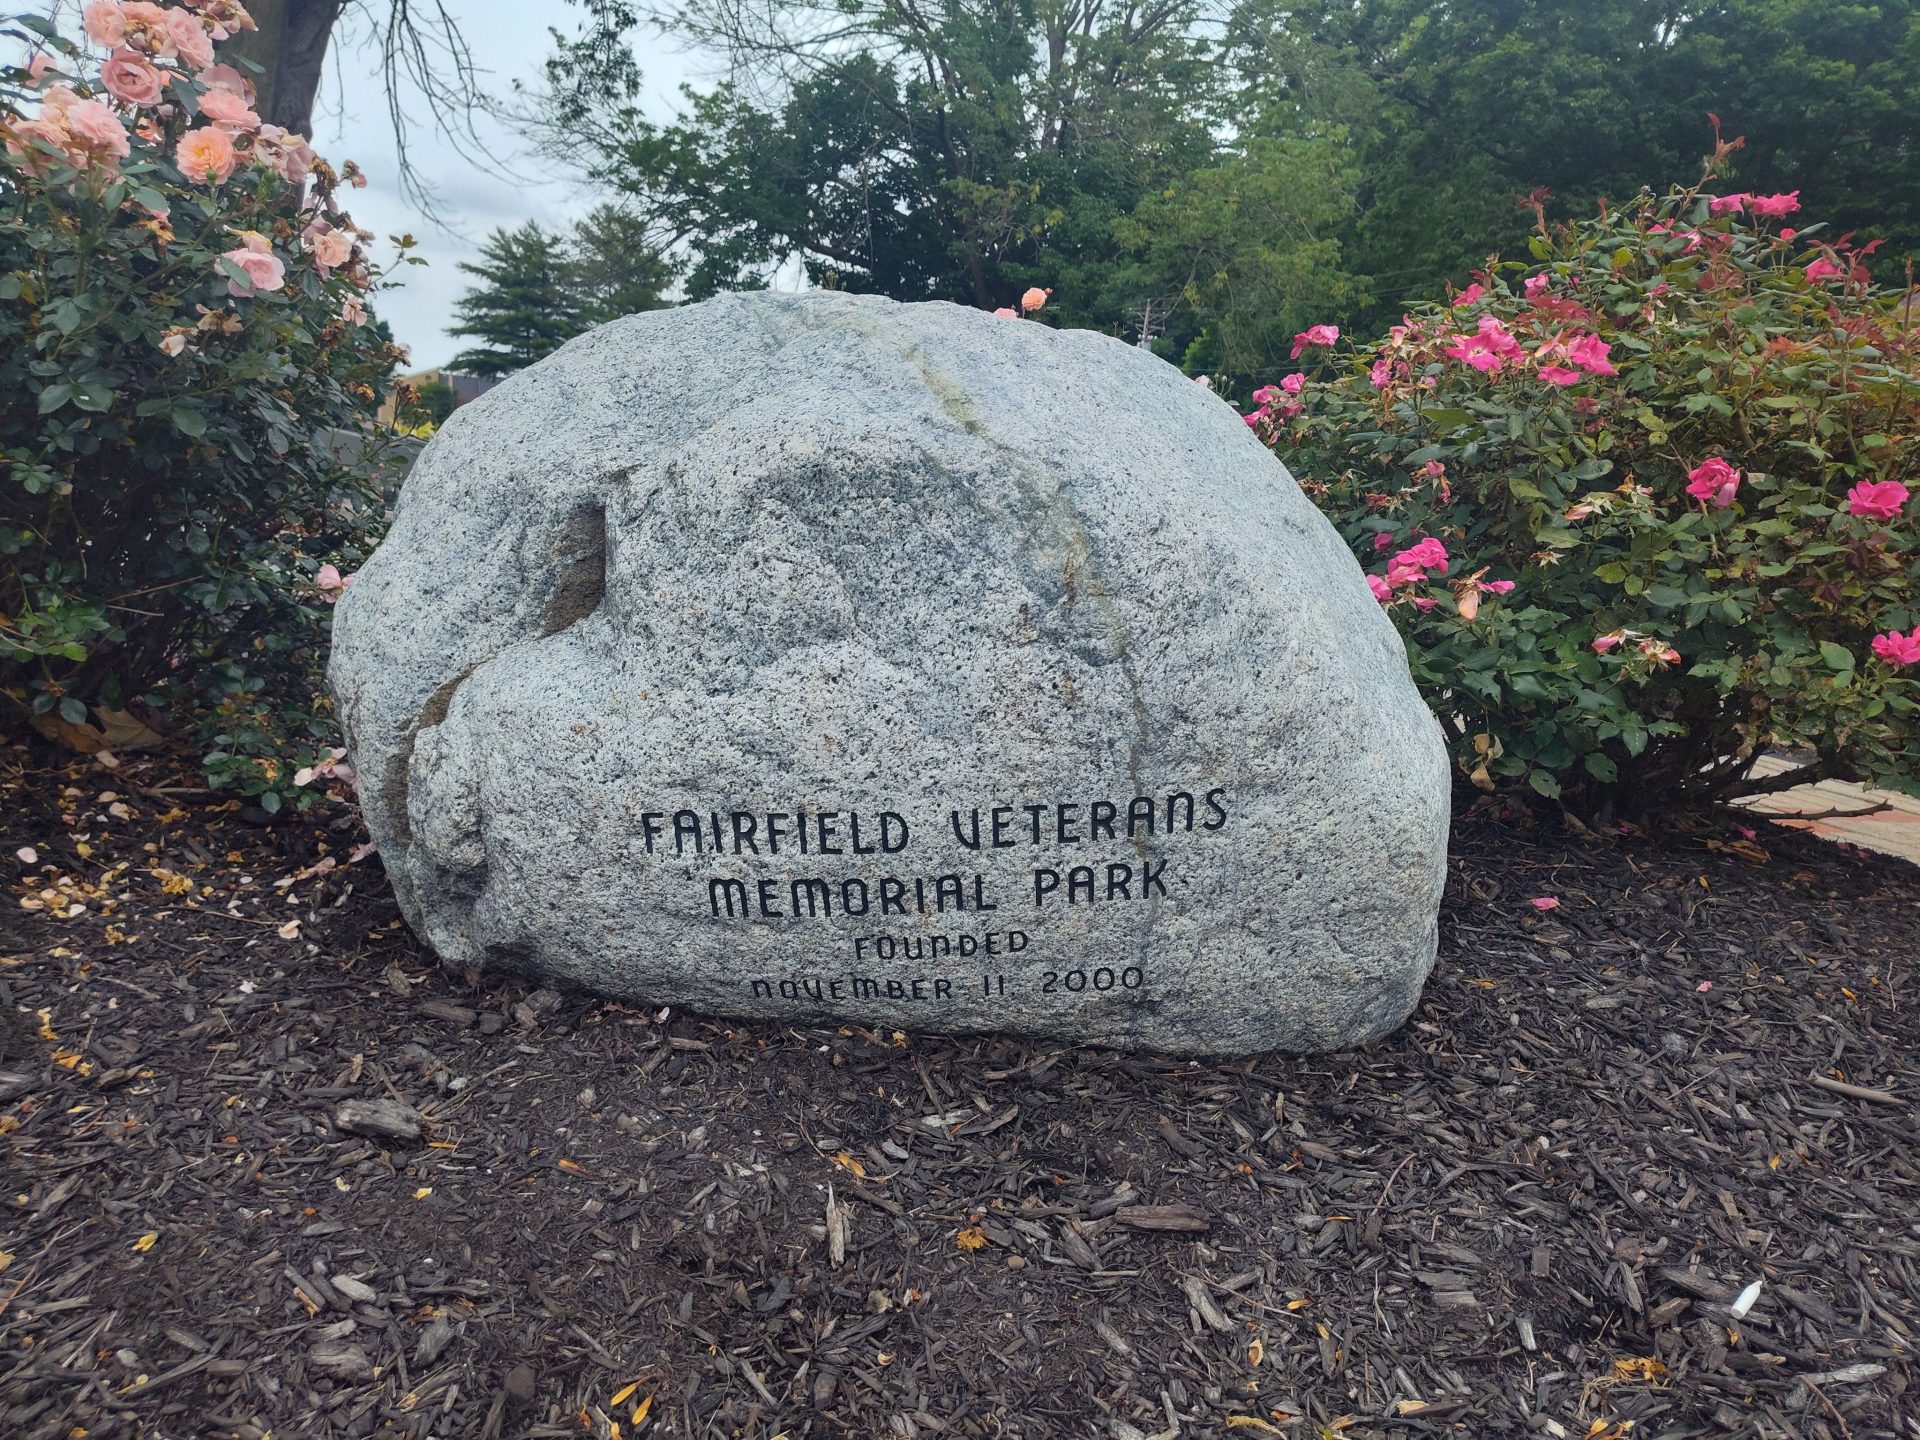 FAIRFIELD VETERANS
MEMORIAL PARK
FOUNDED
NOVEMBER 11 2000